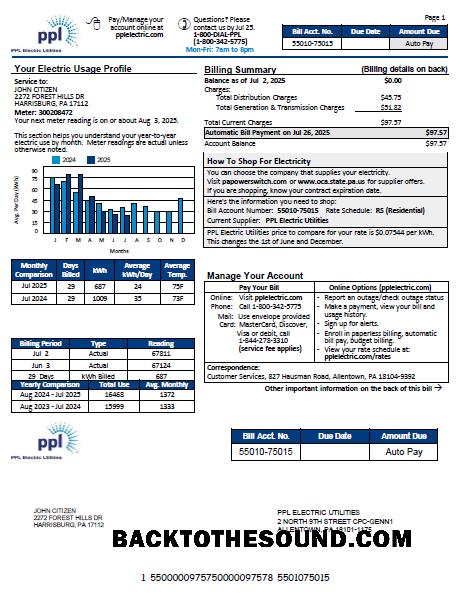 Page 1
ppl
PPL Electric Utilities
Pay/Manage your
account online at
pplelectric.com
Questions? Please
contact us by Jul 25.
1-800-DIAL-PPL
(1-800-342-5775)
Mon-Fri: 7am to 8pm
Bill Acct. No. Due Date Amount Due
55010-75015 Auto Pay
Your Electric Usage Profile
Service to:
JOHN CITIZEN
2272 FOREST HILLS DR
HARRISBURG, PA 17112
Meter: 300208472
Your next meter reading is on or about Aug 3, 2025.
This section helps you understand your year-to-year
electric use by month. Meter readings are actual unless
otherwise noted.
2024 2025
Avg. Per Day (kWh)
90
75
60
45
30
15
0
J F M A M J J A S O N D
Months
Monthly Comparison Days Billed kWh Average kWh/Day Average Temp.
Jul 2025 29 687 24 75F
Jul 2024 29 1009 35 73F
Billing Period Type Reading
Jul 2 Actual 67811
Jun 3 Actual 67124
29 Days kWh Billed 687
Yearly Comparison Total Use Avg. Monthly
Aug 2024 - Jul 2025 16468 1372
Aug 2023 - Jul 2024 15999 1333
Billing Summary (Billing details on back)
Balance as of Jul 2, 2025 $0.00
Charges:
Total Distribution Charges $45.75
Total Generation & Transmission Charges $51.82
Total Current Charges $97.57
Automatic Bill Payment on Jul 26, 2025 $97.57
Account Balance $97.57
How To Shop For Electricity
You can choose the company that supplies your electricity.
Visit papowerswitch.com or www.oca.state.pa.us for supplier offers.
If you are shopping, know your contract expiration date.
Here's the information you need to shop:
Bill Account Number: 55010-75015 Rate Schedule: RS (Residential)
Current Supplier: PPL Electric Utilities
PPL Electric Utilities price to compare for your rate is $0.07544 per kWh.
This changes the 1st of June and December.
Manage Your Account
Pay Your Bill
Online: Visit pplelectric.com
Phone: Call 1-800-342-5775
Mail: Use envelope provided
Card: MasterCard, Discover,
Visa or debit, call
1-844-278-3310
(service fee applies)
Online Options (pplelectric.com)
- Report an outage/check outage status
- Make a payment, view your bill and
usage history.
- Sign up for alerts.
- Enroll in paperless billing, automatic
bill pay, budget billing.
- View your rate schedule at:
pplelectric.com/rates
Correspondence:
Customer Services, 827 Hausman Road, Allentown, PA 18104-9392
Other important information on the back of this bill →
ppl
PPL Electric Utilities
Bill Acct. No. Due Date Amount Due
55010-75015 Auto Pay
JOHN CITIZEN
2272 FOREST HILLS DR
HARRISBURG, PA 17112
PPL ELECTRIC UTILITIES
2 NORTH 9TH STREET CPC-GENN1
ALLENTOWN, PA 18101-1175
BACKTOTHESOUND.COM
1 5500000975750000097578 5501075015